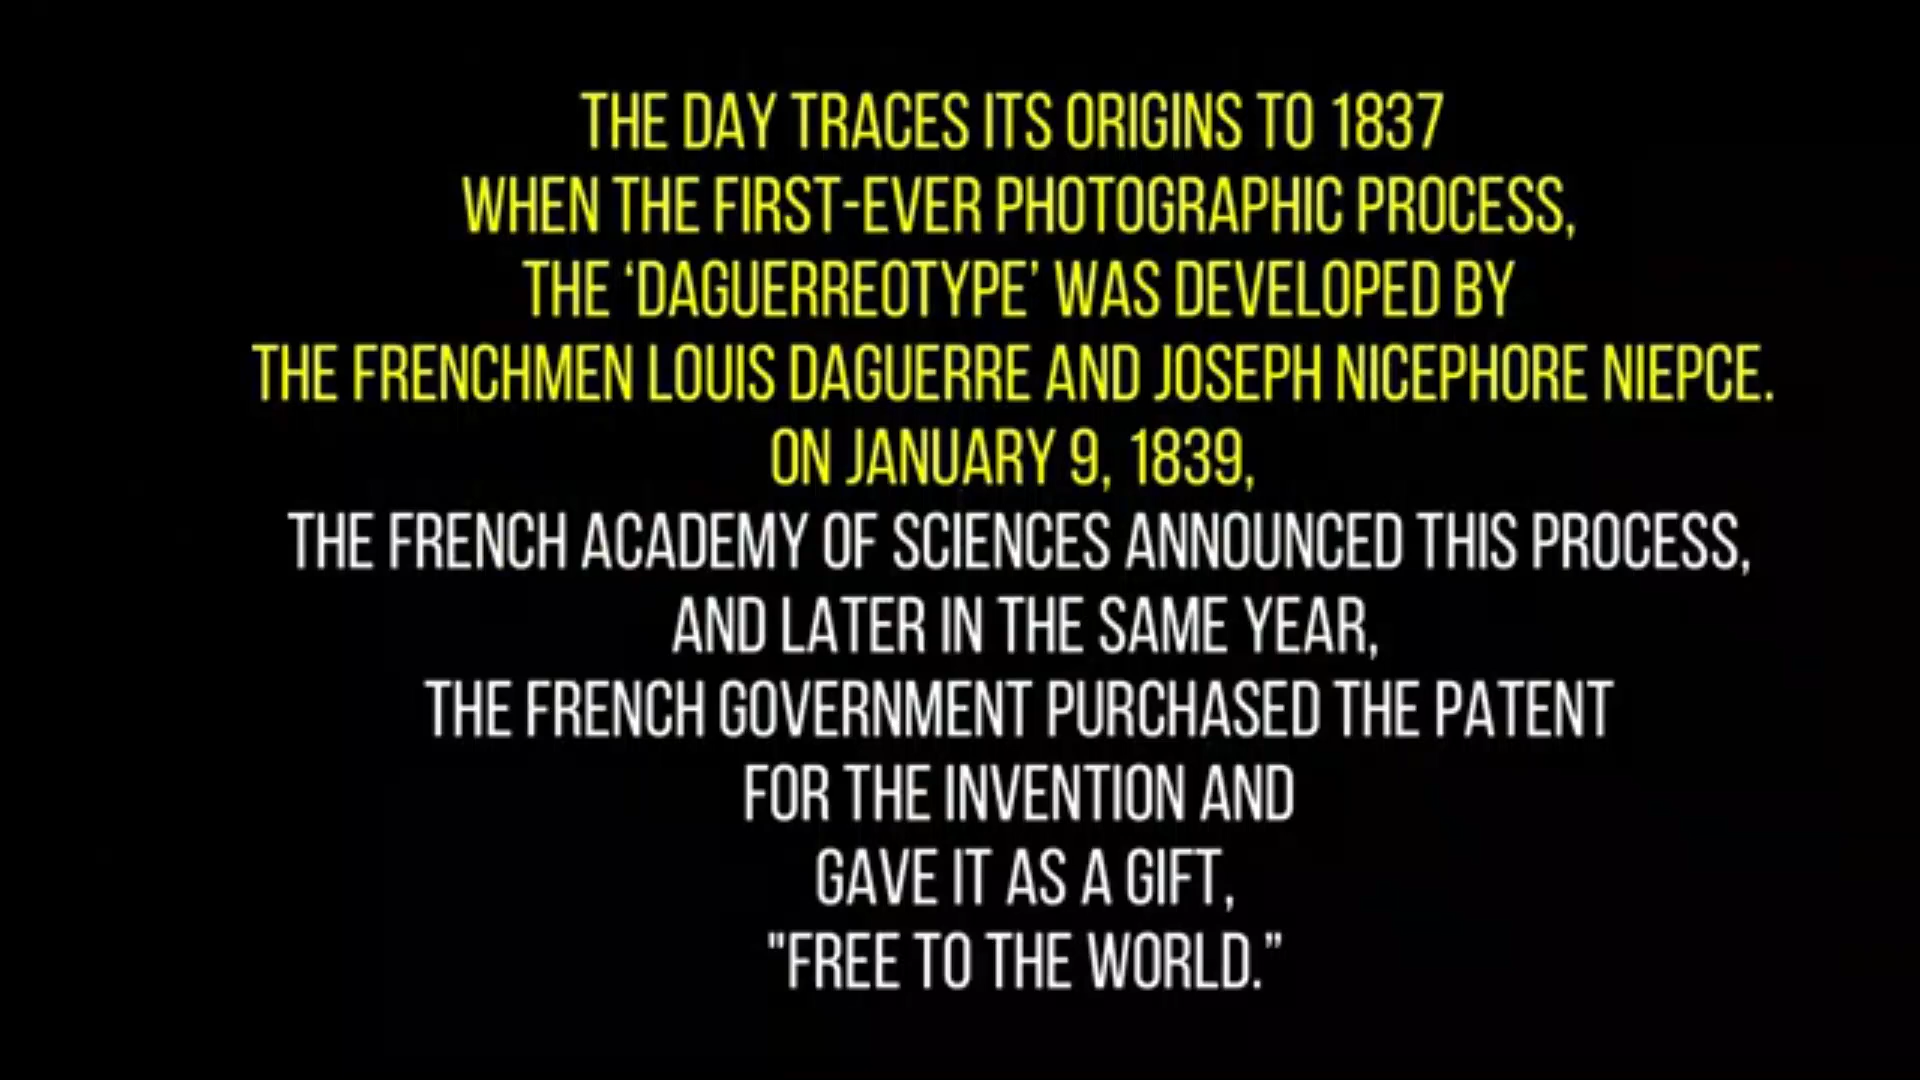 THE DAY TRACES ITS ORIGINS TO 1837
WHEN THE FIRST-EVER PHOTOGRAPHIC PROCESS,
THE ‘DAGUERREOTYPE’ WAS DEVELOPED BY
THE FRENCHMEN LOUIS DAGUERRE AND JOSEPH NICEPHORE NIEPCE.
ON JANUARY 9, 1839,
THE FRENCH ACADEMY OF SCIENCES ANNOUNCED THIS PROCESS,
AND LATER IN THE SAME YEAR,
THE FRENCH GOVERNMENT PURCHASED THE PATENT
FOR THE INVENTION AND
GAVE IT AS A GIFT,
"FREE TO THE WORLD.”